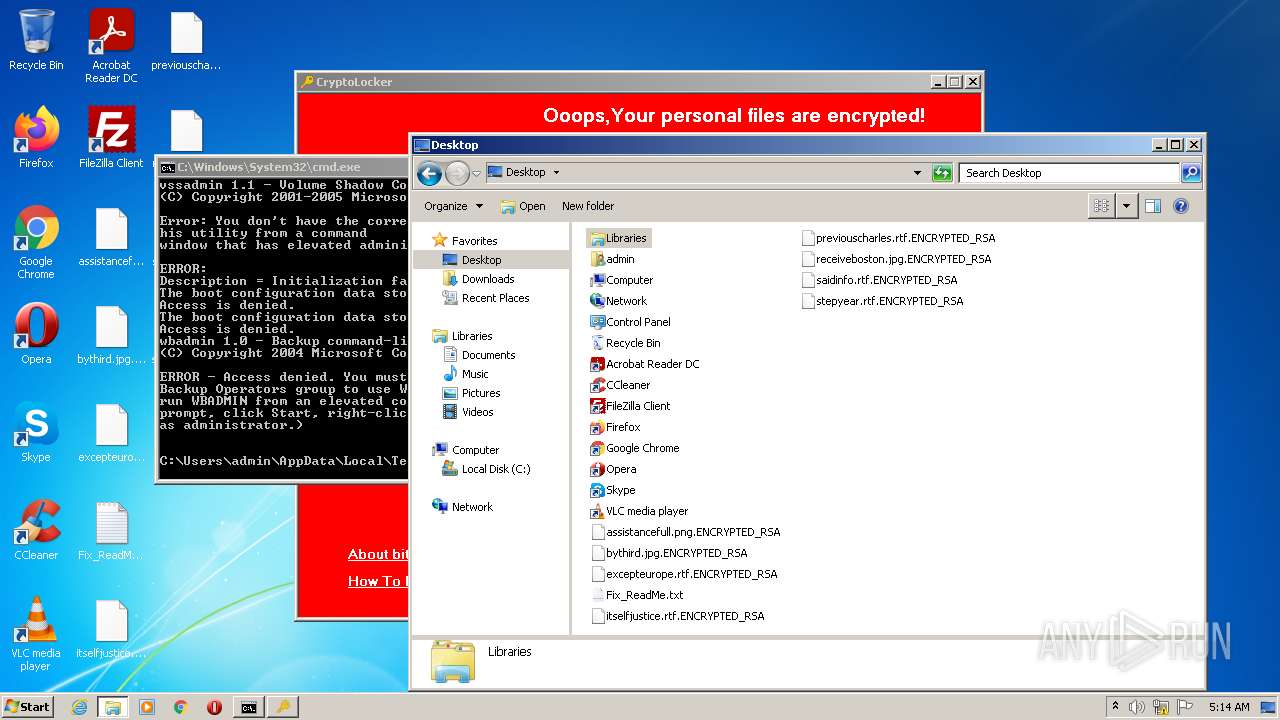 Recycle Bin
Acrobat
Reader DC
previouscha...
Firefox
FileZilla Client
Google
Chrome
assistancef...
Opera
bythird.jpg....
Skype
excepteuro...
CCleaner
Fix_ReadM...
VLC media
player
itselfjustice....
CryptoLocker
Ooops,Your personal files are encrypted!
About bit
How To
C:\Windows\System32\cmd.exe
vssadmin 1.1 - Volume Shadow Co
(C) Copyright 2001-2005 Microso
Error: You don't have the corre
his utility from a command
window that has elevated admini
ERROR:
Description = Initialization fa
The boot configuration data sto
Access is denied.
The boot configuration data sto
Access is denied.
wbadmin 1.0 - Backup command-li
(C) Copyright 2004 Microsoft Co
ERROR - Access denied. You must
Backup Operators group to use W
run WBADMIN from an elevated co
prompt, click Start, right-clic
as administrator.)
C:\Users\admin\AppData\Local\Te
Desktop
Desktop
Search Desktop
Organize
Open
New folder
Favorites
Desktop
Downloads
Recent Places
Libraries
Documents
Music
Pictures
Videos
Computer
Local Disk (C:)
Network
Libraries
admin
Computer
Network
Control Panel
Recycle Bin
Acrobat Reader DC
CCleaner
FileZilla Client
Firefox
Google Chrome
Opera
Skype
VLC media player
assistancefull.png.ENCRYPTED_RSA
bythird.jpg.ENCRYPTED_RSA
excepteurope.rtf.ENCRYPTED_RSA
Fix_ReadMe.txt
itselfjustice.rtf.ENCRYPTED_RSA
previouscharles.rtf.ENCRYPTED_RSA
receiveboston.jpg.ENCRYPTED_RSA
saidinfo.rtf.ENCRYPTED_RSA
stepyear.rtf.ENCRYPTED_RSA
Libraries
ANY RUN
Start
5:14 AM